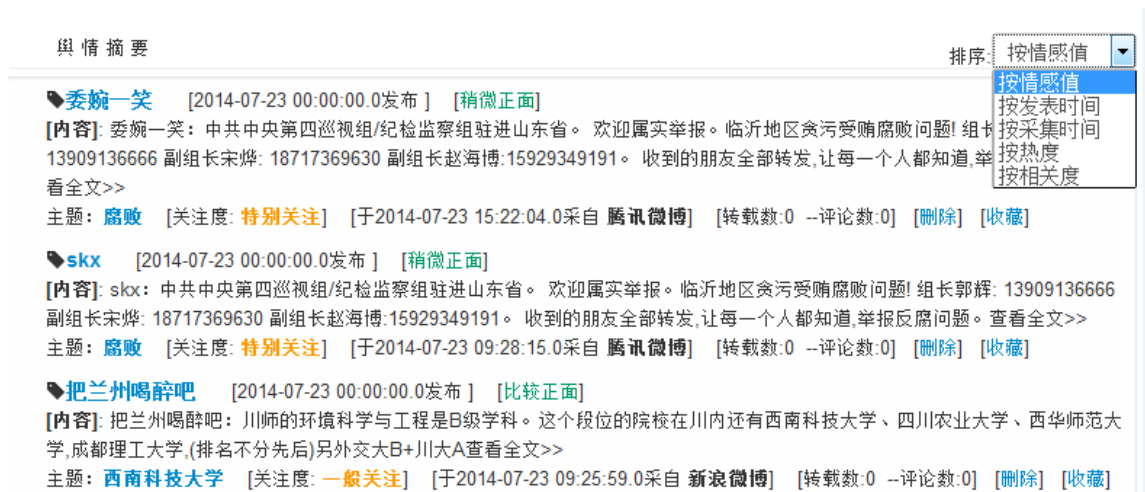 舆 情 摘 要
排序: 按情感值
按情感值
按发表时间
按采集时间
按热度
按相关度
委婉一笑 [2014-07-23 00:00:00.0发布 ] [稍微正面]
[内容]: 委婉一笑：中共中央第四巡视组/纪检监察组驻进山东省。 欢迎属实举报。临沂地区贪污受贿腐败问题! 组长
13909136666 副组长宋烨: 18717369630 副组长赵海博:15929349191。 收到的朋友全部转发,让每一个人都知道,举
看全文>>
主题：腐败 [关注度: 特别关注] [于2014-07-23 15:22:04.0采自 腾讯微博] [转载数:0 --评论数:0] [删除] [收藏]
skx [2014-07-23 00:00:00.0发布 ] [稍微正面]
[内容]: skx：中共中央第四巡视组/纪检监察组驻进山东省。 欢迎属实举报。临沂地区贪污受贿腐败问题! 组长郭辉: 13909136666
副组长宋烨: 18717369630 副组长赵海博:15929349191。 收到的朋友全部转发,让每一个人都知道,举报反腐问题。查看全文>>
主题：腐败 [关注度: 特别关注] [于2014-07-23 09:28:15.0采自 腾讯微博] [转载数:0 --评论数:0] [删除] [收藏]
把兰州喝醉吧 [2014-07-23 00:00:00.0发布 ] [比较正面]
[内容]: 把兰州喝醉吧：川师的环境科学与工程是B级学科。这个段位的院校在川内还有西南科技大学、四川农业大学、西华师范大
学,成都理工大学,(排名不分先后)另外交大B+川大A查看全文>>
主题：西南科技大学 [关注度: 一般关注] [于2014-07-23 09:25:59.0采自 新浪微博] [转载数:0 --评论数:0] [删除] [收藏]